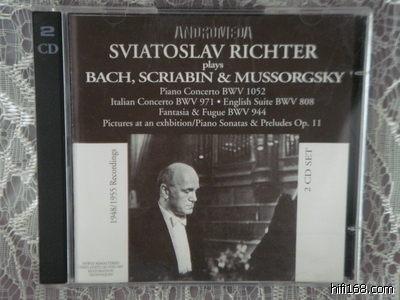 2
CD
ANDROMEDA
SVIATOSLAV RICHTER
plays
BACH, SCRIABIN & MUSSORGSKY
Piano Concerto BWV 1052
Italian Concerto BWV 971 • English Suite BWV 808
Fantasia & Fugue BWV 944
Pictures at an exhbition/Piano Sonatas & Preludes Op. 11
1948/1955 Recordings
2 CD SET
hifi168.com